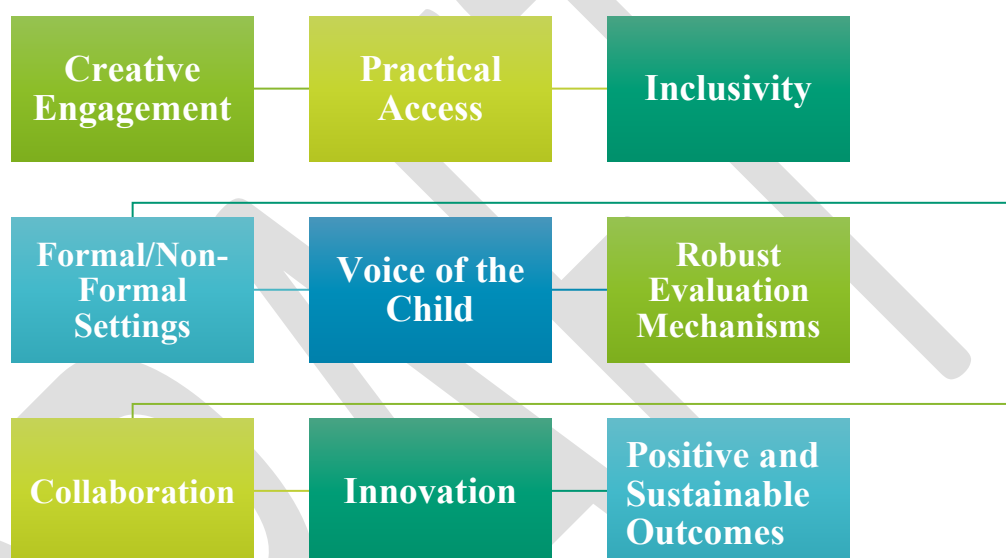 Creative
Engagement
Practical
Access
Inclusivity
Formal/Non-
Formal
Settings
Voice of the
Child
Robust
Evaluation
Mechanisms
Collaboration
Innovation
Positive and
Sustainable
Outcomes